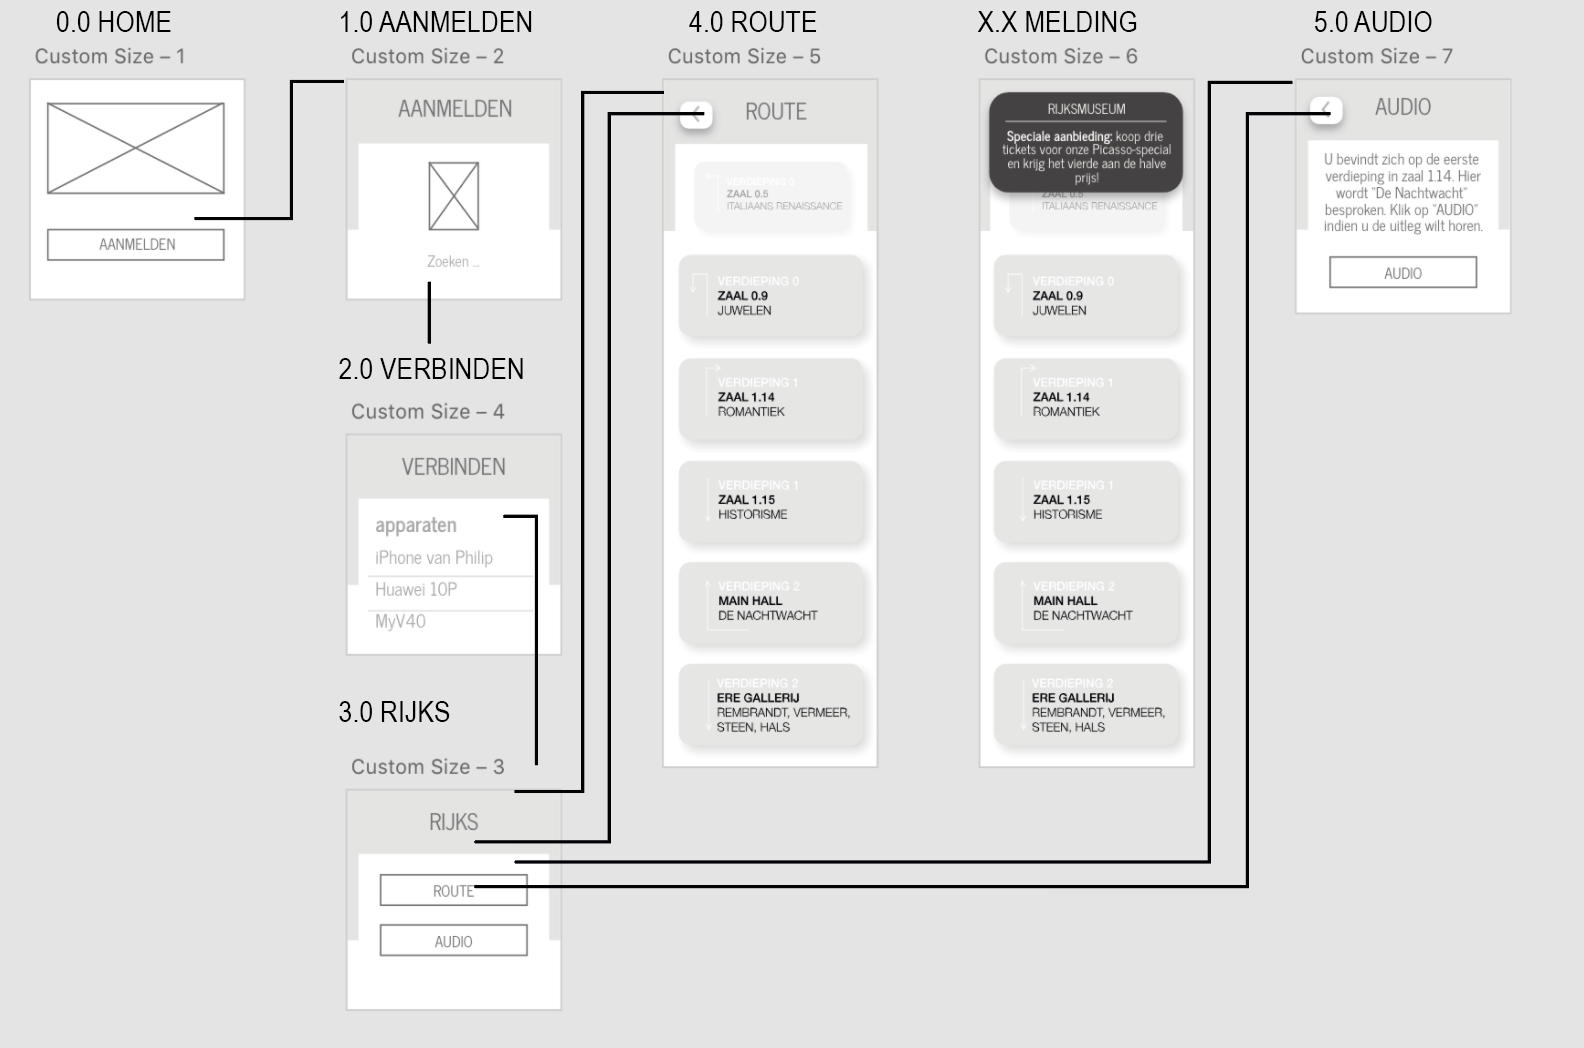 0.0 HOME
Custom Size – 1
AANMELDEN
1.0 AANMELDEN
Custom Size – 2
AANMELDEN
Zoeken ...
2.0 VERBINDEN
Custom Size – 4
VERBINDEN
apparaten
iPhone van Philip
Huawei 10P
MyV40
3.0 RIJKS
Custom Size – 3
RIJKS
ROUTE
AUDIO
4.0 ROUTE
Custom Size – 5
ROUTE
VERDIEPING 0
ZAAL 0.5
ITALIAANS RENAISSANCE
VERDIEPING 0
ZAAL 0.9
JUWELEN
VERDIEPING 1
ZAAL 1.14
ROMANTIEK
VERDIEPING 1
ZAAL 1.15
HISTORISME
VERDIEPING 2
MAIN HALL
DE NACHTWACHT
VERDIEPING 2
ERE GALLERIJ
REMBRANDT, VERMEER,
STEEN, HALS
X.X MELDING
Custom Size – 6
RIJKSMUSEUM
Speciale aanbieding: koop drie
tickets voor onze Picasso-special
en krijg het vierde aan de halve
prijs!
ZAAL 0.5
ITALIAANS RENAISSANCE
VERDIEPING 0
ZAAL 0.9
JUWELEN
VERDIEPING 1
ZAAL 1.14
ROMANTIEK
VERDIEPING 1
ZAAL 1.15
HISTORISME
VERDIEPING 2
MAIN HALL
DE NACHTWACHT
VERDIEPING 2
ERE GALLERIJ
REMBRANDT, VERMEER,
STEEN, HALS
5.0 AUDIO
Custom Size – 7
AUDIO
U bevindt zich op de eerste
verdieping in zaal 1.14. Hier
wordt "De Nachtwacht"
besproken. Klik op "AUDIO"
indien u de uitleg wilt horen.
AUDIO